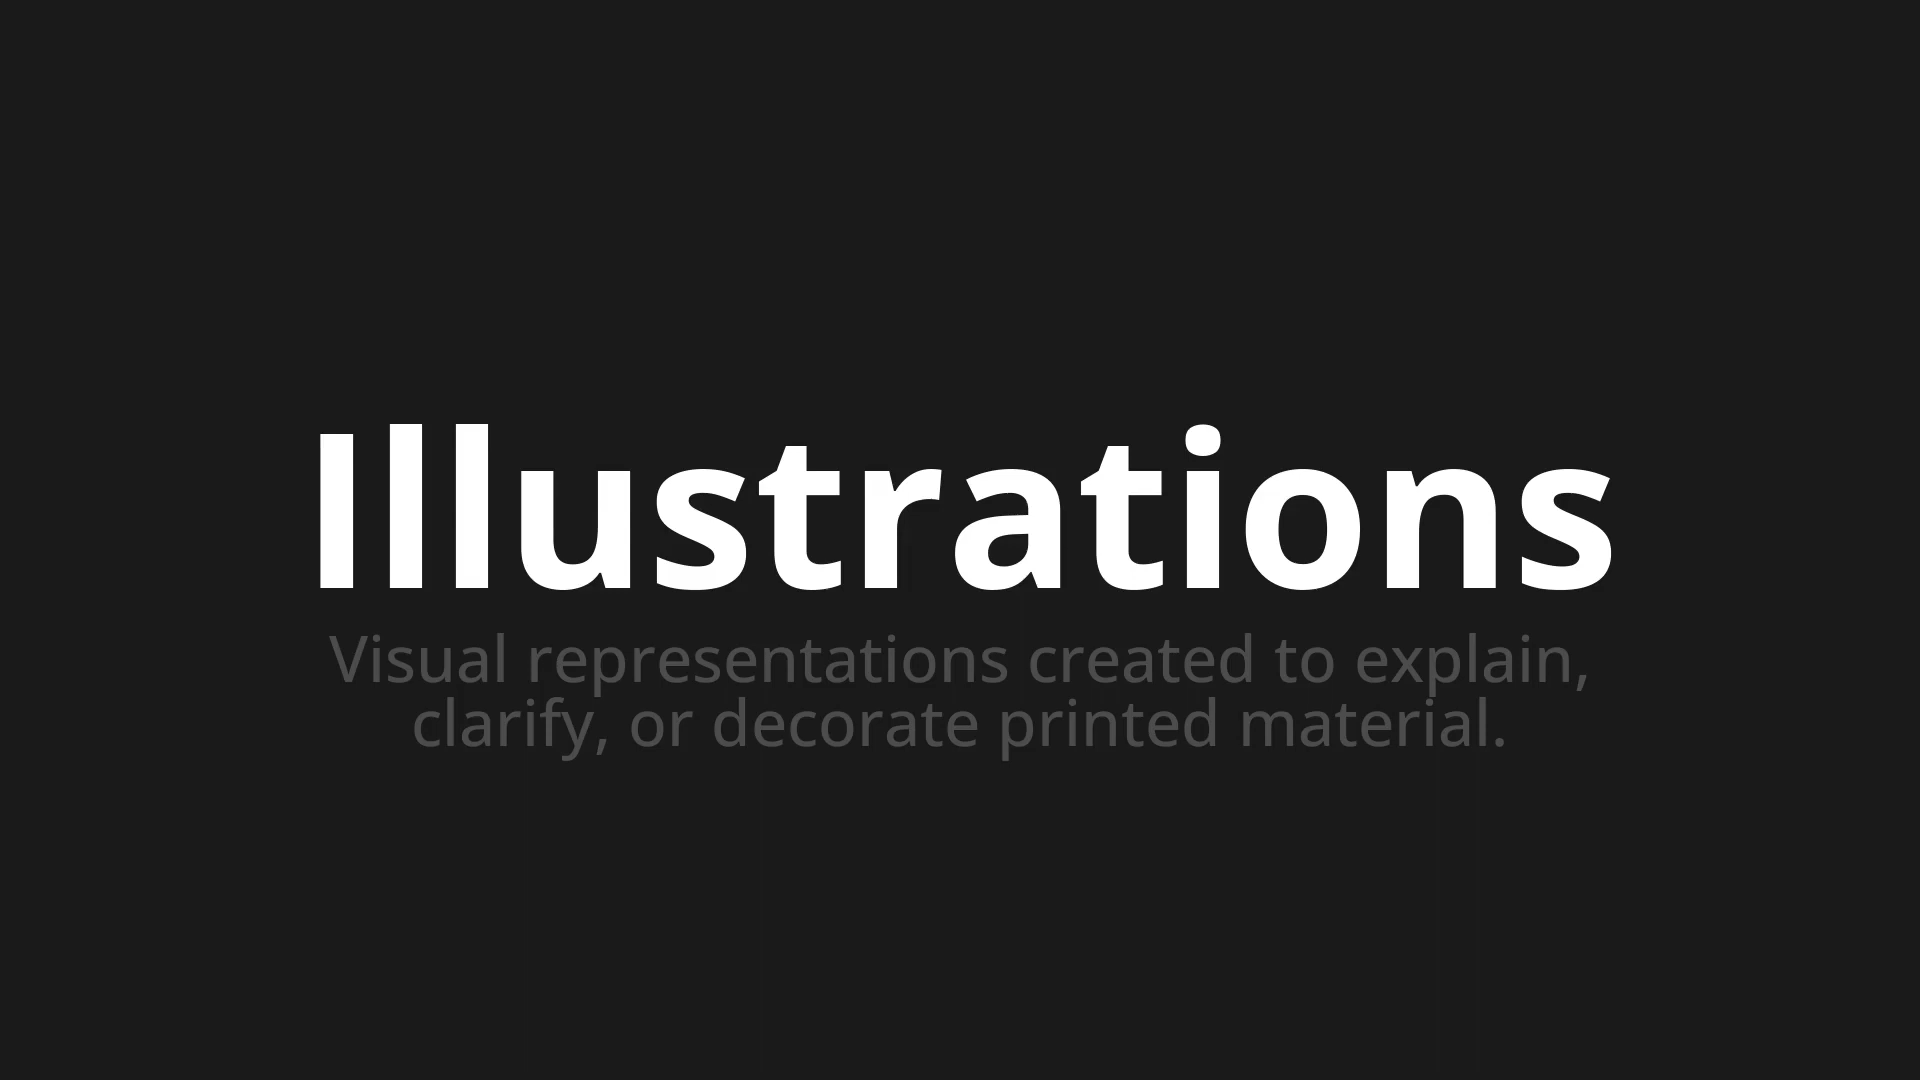 Illustrations
Visual representations created to explain,
clarify, or decorate printed material.